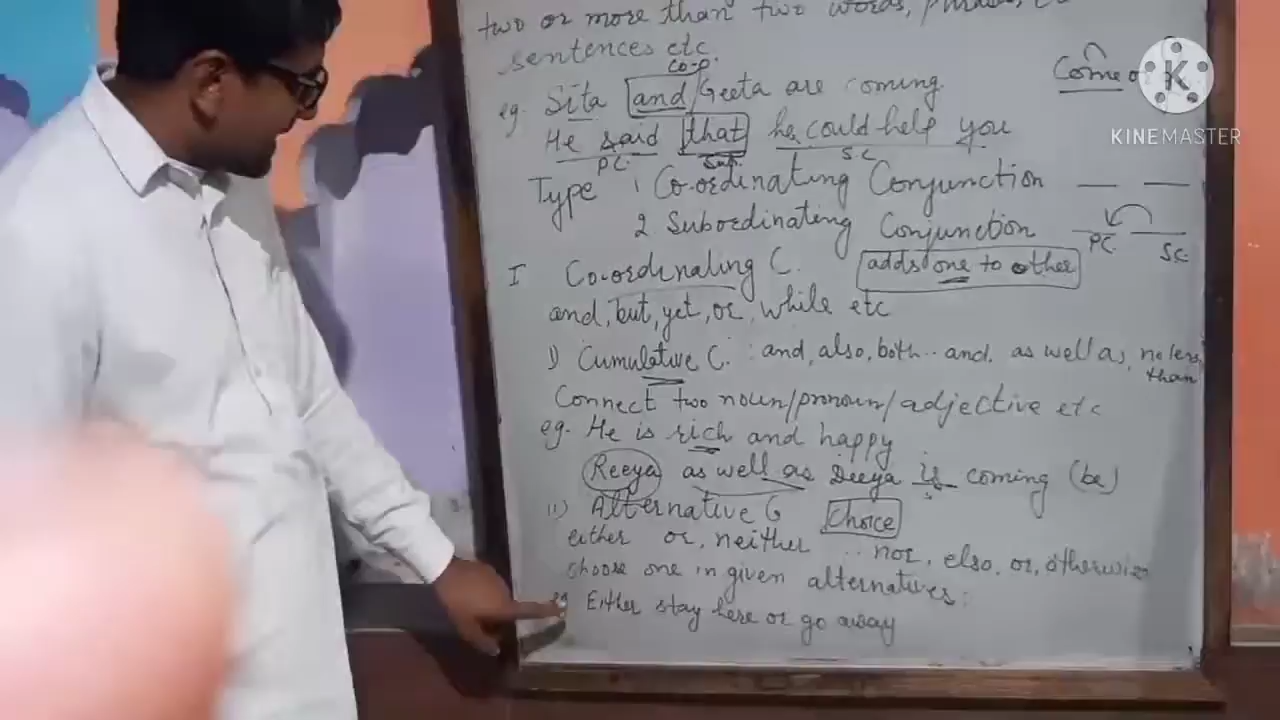 two or more than two words, phrases,
sentences etc.
co-o.
eg. Sita and Geeta are coming
Come
K
KINEMASTER
He said that he could help you
P.C. Sub. S.C
Type 1 Co-ordinating Conjunction
2 Subordinating Conjunction
PC. SC.
I Co-ordinating C. adds one to other
and, but, yet, or, while etc
i) Cumulative C. : and, also, both .. and, as well as, no less than
Connect two noun/pronoun/adjective etc
eg. He is rich and happy
Reeya as well as Deeya is coming (be)
ii) Alternative C Choice
either or, neither .. nor, else, or, otherwise
choose one in given alternatives:
eg Either stay here or go away